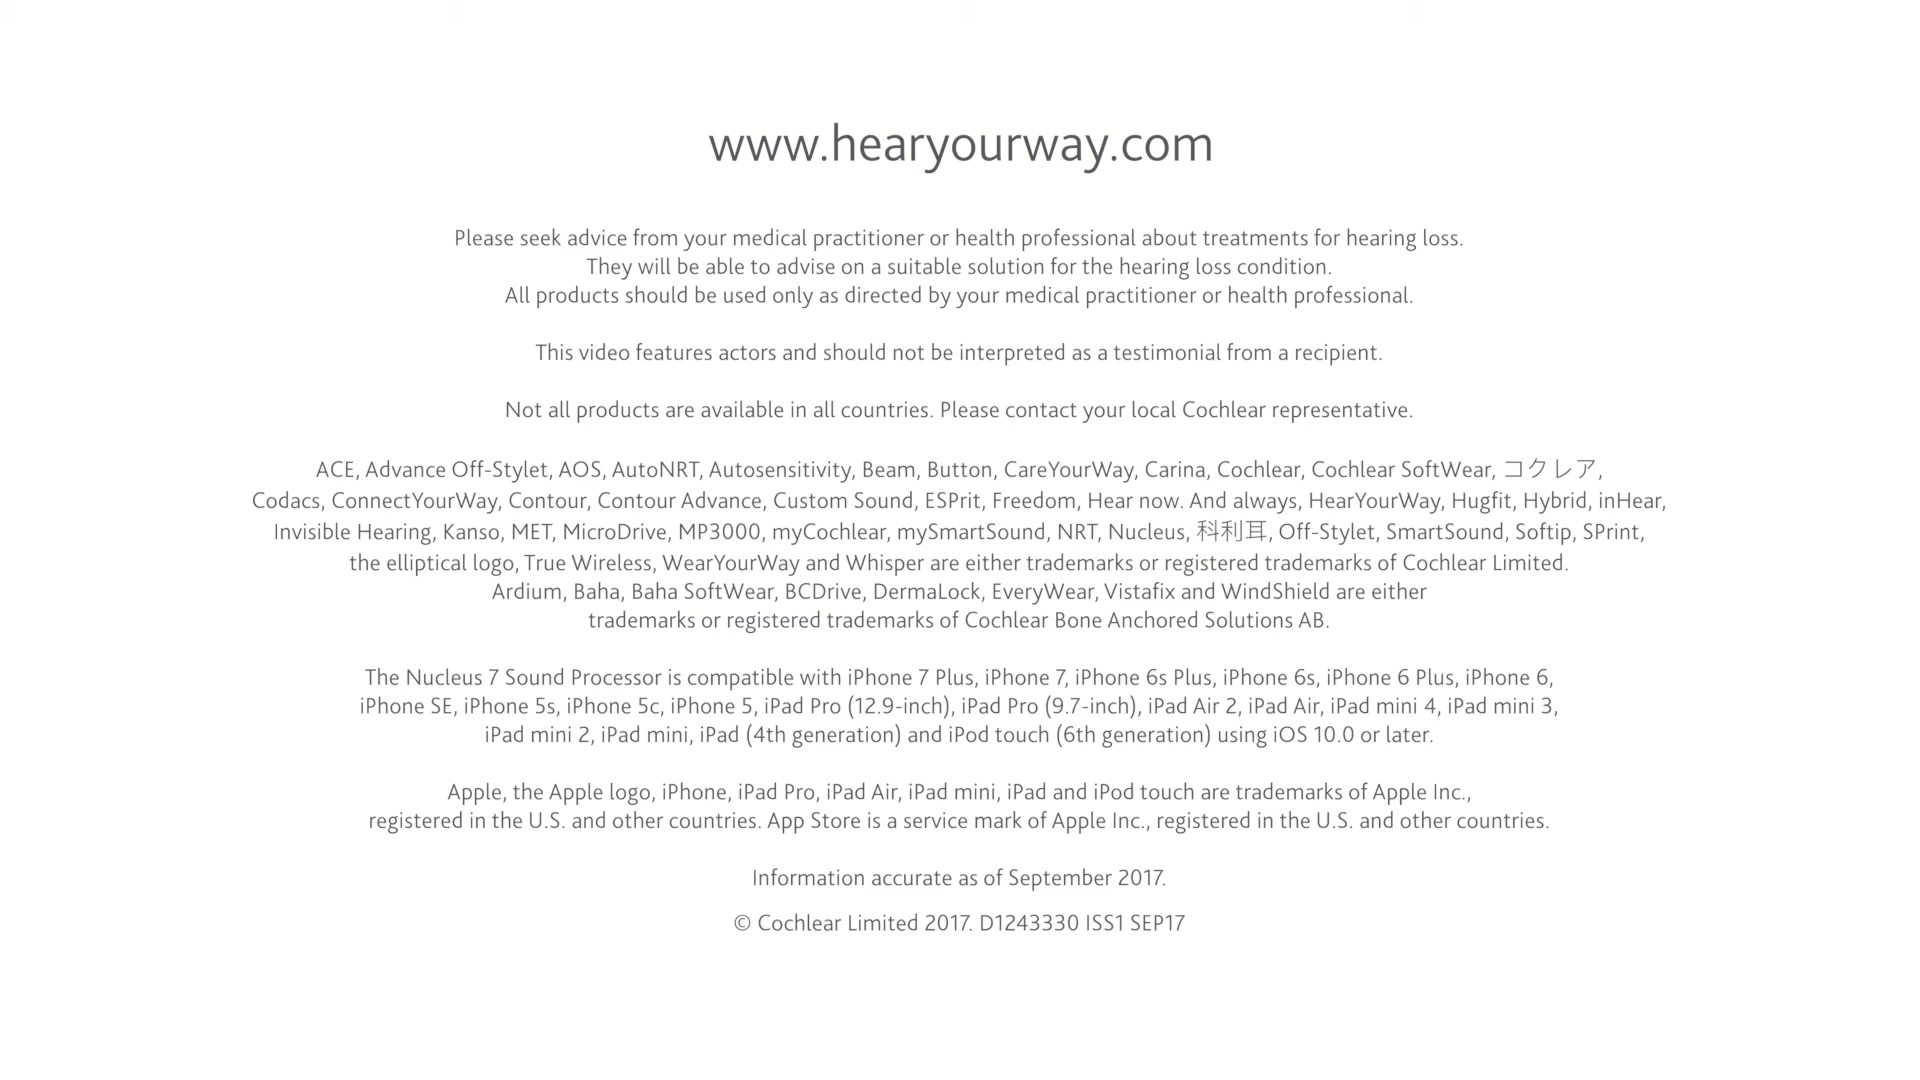 www.hearyourway.com
Please seek advice from your medical practitioner or health professional about treatments for hearing loss.
They will be able to advise on a suitable solution for the hearing loss condition.
All products should be used only as directed by your medical practitioner or health professional.
This video features actors and should not be interpreted as a testimonial from a recipient.
Not all products are available in all countries. Please contact your local Cochlear representative.
ACE, Advance Off-Stylet, AOS, AutoNRT, Autosensitivity, Beam, Button, CareYourWay, Carina, Cochlear, Cochlear SoftWear, コクレア,
Codacs, ConnectYourWay, Contour, Contour Advance, Custom Sound, ESPrit, Freedom, Hear now. And always, HearYourWay, Hugfit, Hybrid, inHear,
Invisible Hearing, Kanso, MET, MicroDrive, MP3000, myCochlear, mySmartSound, NRT, Nucleus, 科利耳, Off-Stylet, SmartSound, Softip, SPrint,
the elliptical logo, True Wireless, WearYourWay and Whisper are either trademarks or registered trademarks of Cochlear Limited.
Ardium, Baha, Baha SoftWear, BCDrive, DermaLock, EveryWear, Vistafix and WindShield are either
trademarks or registered trademarks of Cochlear Bone Anchored Solutions AB.
The Nucleus 7 Sound Processor is compatible with iPhone 7 Plus, iPhone 7, iPhone 6s Plus, iPhone 6s, iPhone 6 Plus, iPhone 6,
iPhone SE, iPhone 5s, iPhone 5c, iPhone 5, iPad Pro (12.9-inch), iPad Pro (9.7-inch), iPad Air 2, iPad Air, iPad mini 4, iPad mini 3,
iPad mini 2, iPad mini, iPad (4th generation) and iPod touch (6th generation) using iOS 10.0 or later.
Apple, the Apple logo, iPhone, iPad Pro, iPad Air, iPad mini, iPad and iPod touch are trademarks of Apple Inc.,
registered in the U.S. and other countries. App Store is a service mark of Apple Inc., registered in the U.S. and other countries.
Information accurate as of September 2017.
© Cochlear Limited 2017. D1243330 ISS1 SEP17